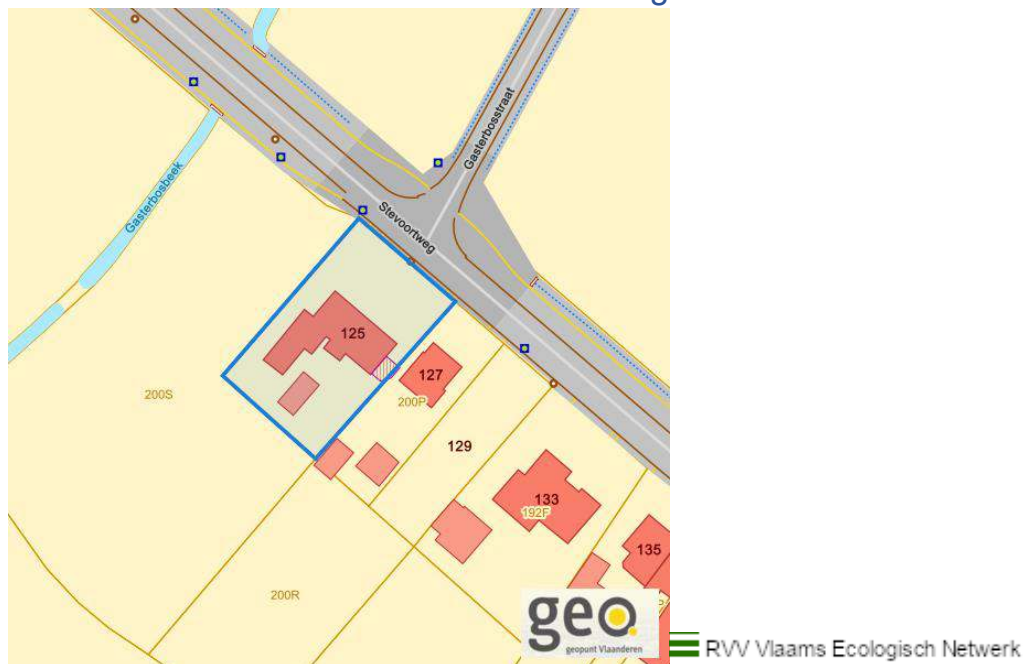 Gasterbosstraat
Gasterbosbeek
Stevoortweg
125
127
200S
200P
129
133
192F
135
200R
geo
geopunt Vlaanderen
RVV Vlaams Ecologisch Netwerk